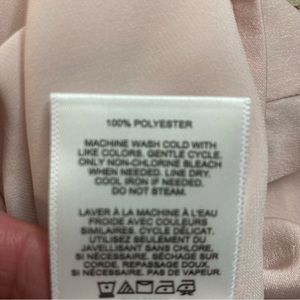 100% POLYESTER
MACHINE WASH COLD WITH
LIKE COLORS. GENTLE CYCLE.
ONLY NON-CHLORINE BLEACH
WHEN NEEDED. LINE DRY.
COOL IRON IF NEEDED.
DO NOT STEAM.
LAVER À LA MACHINE À L'EAU
FROIDE AVEC COULEURS
SIMILAIRES. CYCLE DÉLICAT.
UTILISEZ SEULEMENT DU
JAVELLISANT SANS CHLORE.
SI NÉCESSAIRE. SÉCHAGE SUR
CORDE. REPASSAGE DOUX.
SI NÉCESSAIRE. PAS DE VAPEUR.